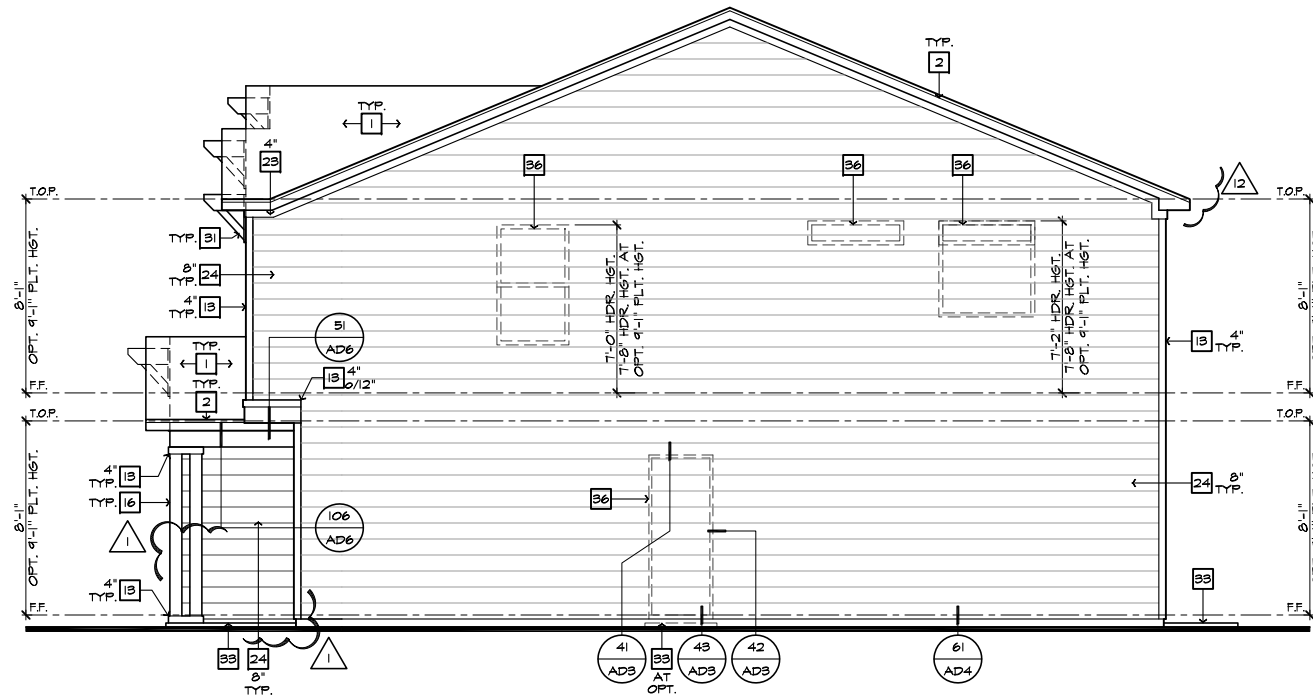 TYP.
2
TYP.
1
4"
23
36
36
36
12
T.O.P.
T.O.P.
TYP.
31
8"
TYP.
24
4"
TYP.
13
8'-1"
OPT. 9'-1" PLT. HGT.
7'-0" HDR. HGT.
7'-8" HDR. HGT. AT
OPT. 9'-1" PLT. HGT.
7'-2" HDR. HGT.
7'-8" HDR. HGT. AT
OPT. 9'-1" PLT. HGT.
8'-1"
51
AD6
13
4"
TYP.
1
TYP.
TYP.
2
13
4"
6/12"
F.F.
F.F.
T.O.P.
T.O.P.
4"
TYP.
13
TYP.
16
36
24
8"
TYP.
8'-1"
OPT. 9'-1" PLT. HGT.
106
AD6
8'-1"
1
4"
TYP.
13
33
F.F.
F.F.
33
24
8"
TYP.
1
41
AD3
33
AT
OPT.
43
AD3
42
AD3
61
AD4